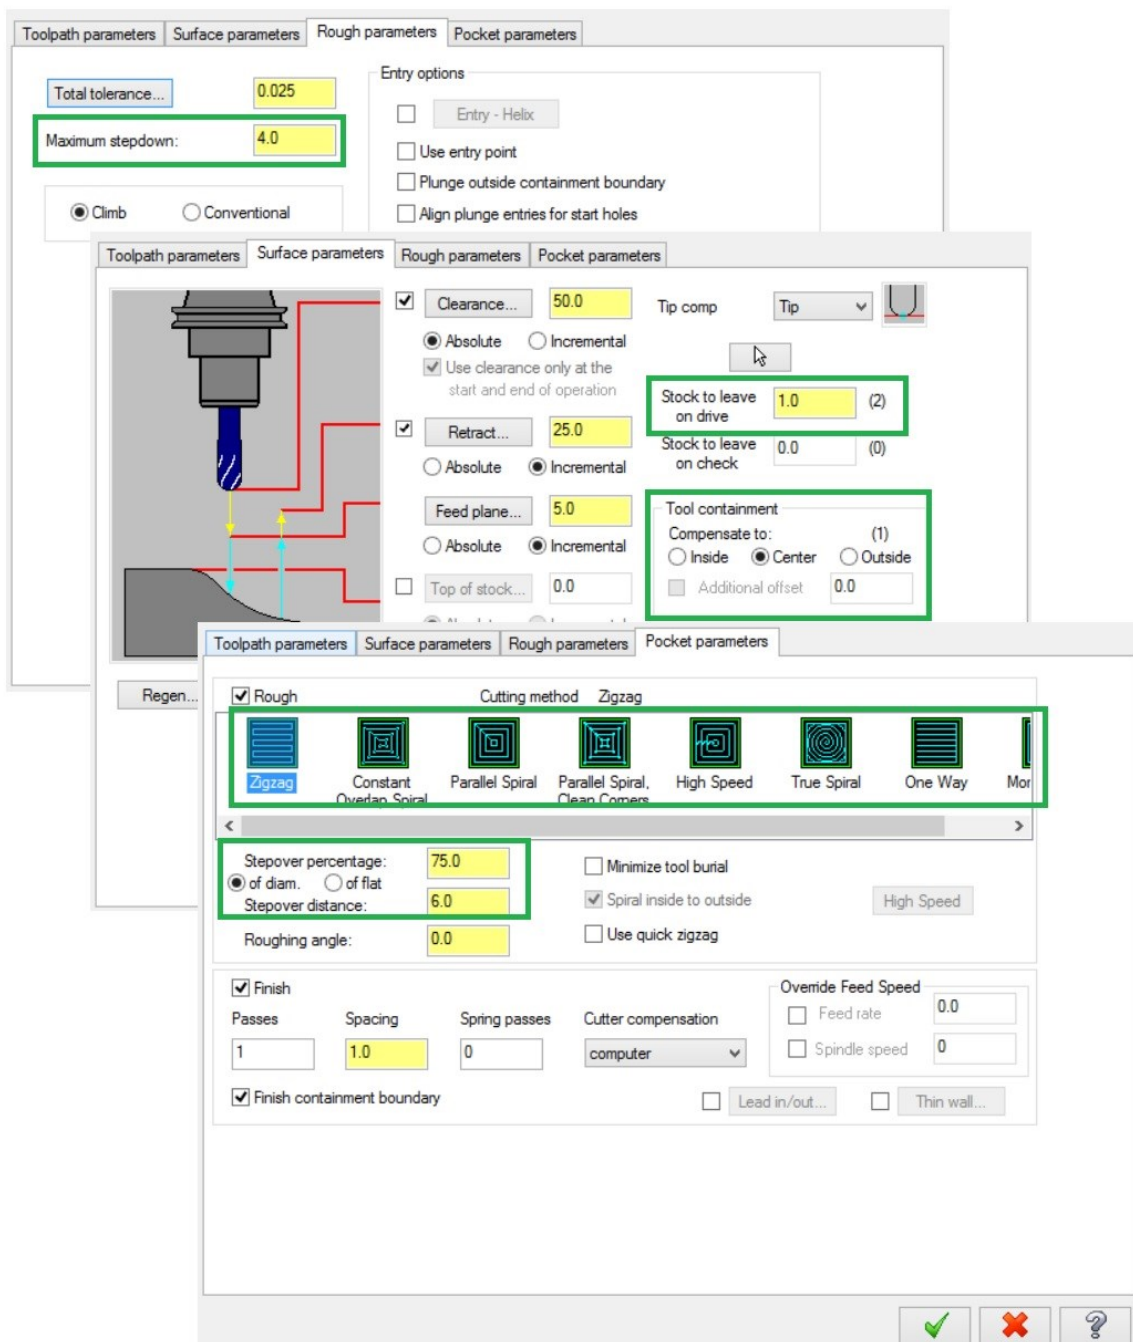 Toolpath parameters Surface parameters Rough parameters Pocket parameters
Total tolerance... 0.025
Maximum stepdown: 4.0
Climb Conventional
Entry options
Entry - Helix
Use entry point
Plunge outside containment boundary
Align plunge entries for start holes
Toolpath parameters Surface parameters Rough parameters Pocket parameters
Clearance... 50.0
Absolute Incremental
Use clearance only at the
start and end of operation
Retract... 25.0
Absolute Incremental
Feed plane... 5.0
Absolute Incremental
Top of stock... 0.0
Tip comp Tip
Stock to leave
on drive 1.0 (2)
Stock to leave
on check 0.0 (0)
Tool containment
Compensate to: (1)
Inside Center Outside
Additional offset 0.0
Regen...
Toolpath parameters Surface parameters Rough parameters Pocket parameters
Rough Cutting method Zigzag
Zigzag
Constant
Overlap Spiral
Parallel Spiral
Parallel Spiral,
Clean Corners
High Speed
True Spiral
One Way
Mor
Stepover percentage: 75.0
of diam. of flat
Stepover distance: 6.0
Roughing angle: 0.0
Minimize tool burial
Spiral inside to outside
High Speed
Use quick zigzag
Finish
Passes Spacing Spring passes Cutter compensation
1 1.0 0 computer
Override Feed Speed
Feed rate 0.0
Spindle speed 0
Finish containment boundary
Lead in/out... Thin wall...